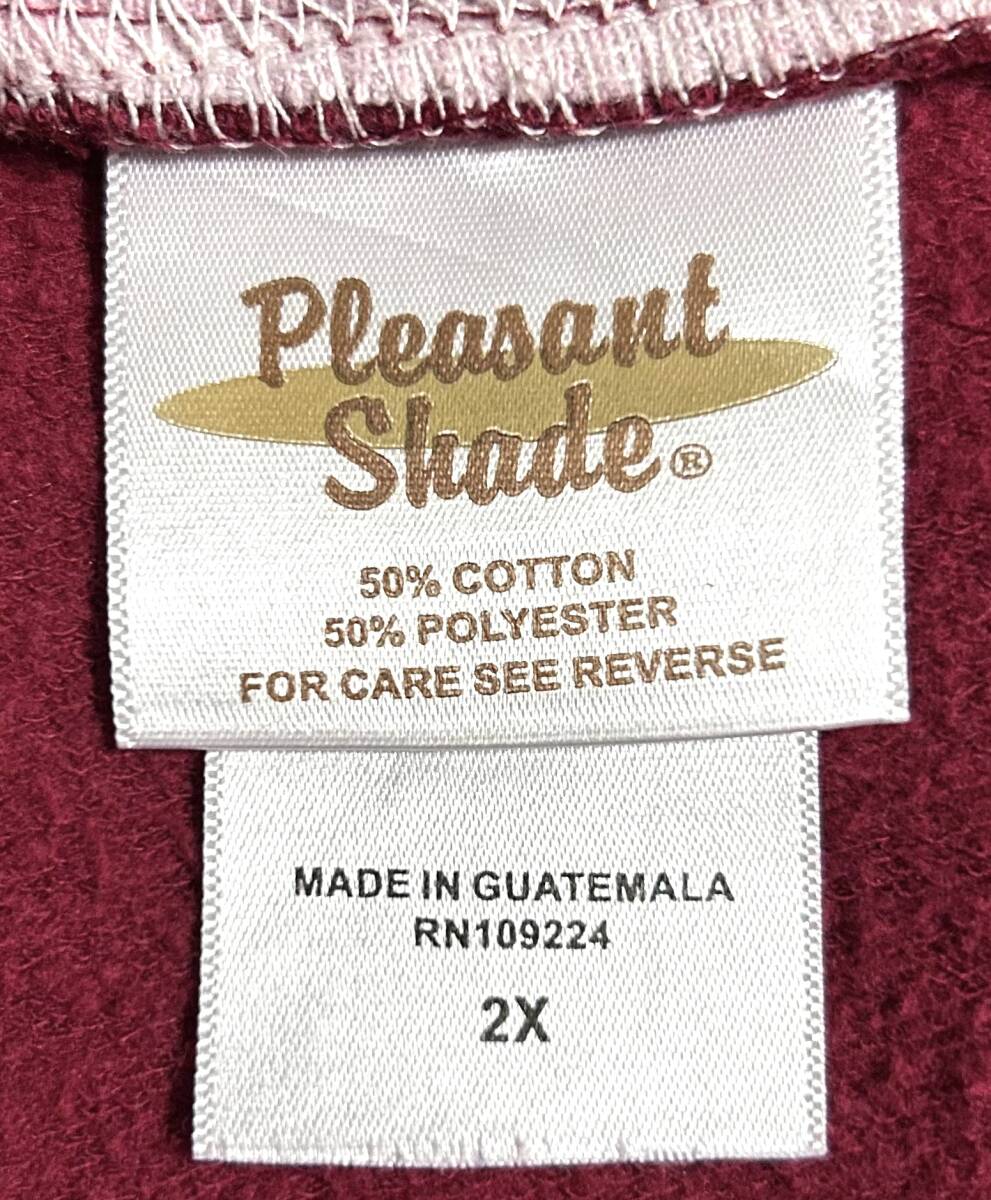 Pleasant
Shade®
50% COTTON
50% POLYESTER
FOR CARE SEE REVERSE
MADE IN GUATEMALA
RN109224
2X